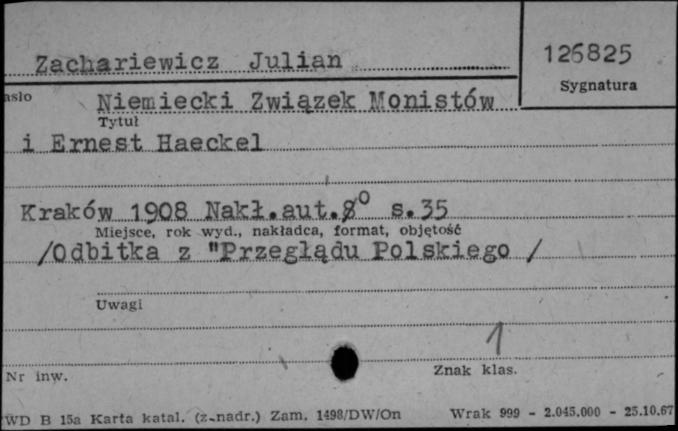 Zachariewicz Julian
126825
Sygnatura
asło
Niemiecki Związek Monistów
Tytuł
i Ernest Haeckel
Kraków 1908 Nakł.aut.8⁰ s.35
Miejsce, rok wyd., nakładca, format, objętość
/Odbitka z "Przeglądu Polskiego /
Uwagi
1
Nr inw.
Znak klas.
WD B 15a Karta katal. (z nadr.) Zam. 1498/DW/On Wrak 999 - 2.045.000 - 25.10.67